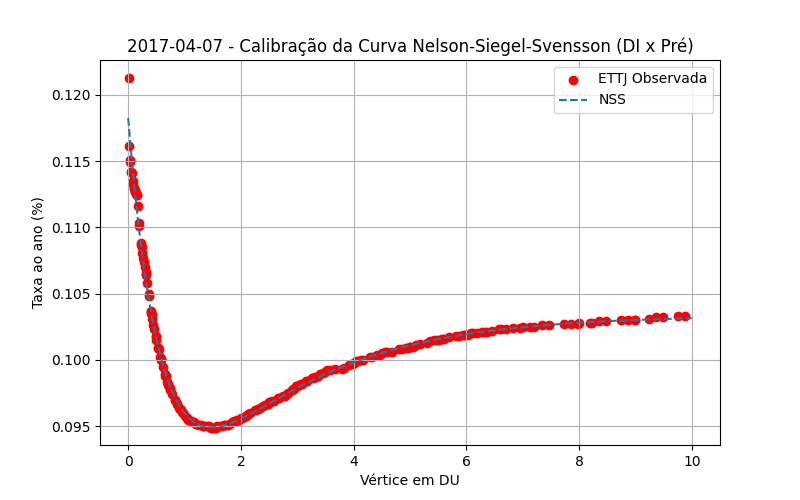 2017-04-07 - Calibração da Curva Nelson-Siegel-Svensson (DI x Pré)
ETTJ Observada
NSS
Taxa ao ano (%)
0.120
0.115
0.110
0.105
0.100
0.095
0
2
4
6
8
10
Vértice em DU